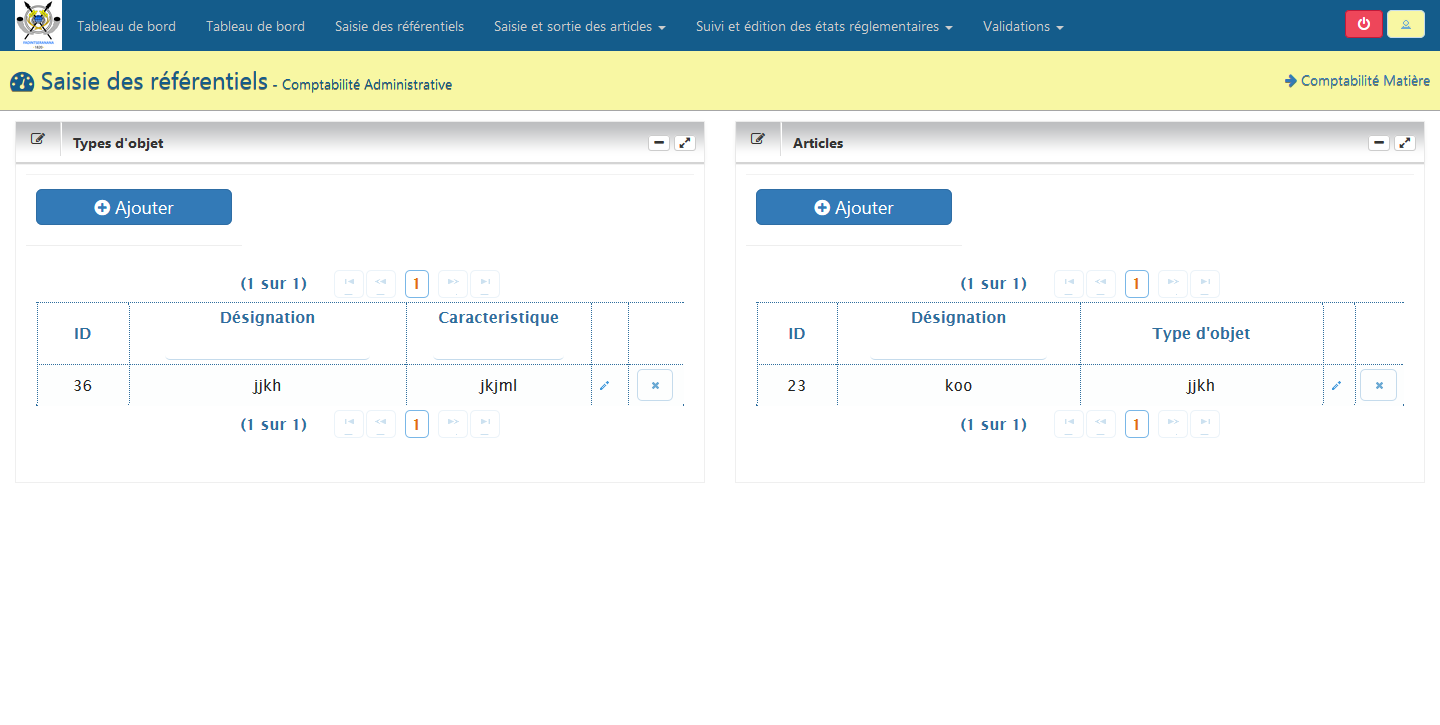 Tableau de bord Tableau de bord Saisie des référentiels Saisie et sortie des articles Suivi et édition des états réglementaires Validations
Saisie des référentiels - Comptabilité Administrative
Comptabilité Matière
Types d'objet
Ajouter
(1 sur 1) 1
ID Désignation Caracteristique
36 jjkh jkjml
(1 sur 1) 1
Articles
Ajouter
(1 sur 1) 1
ID Désignation Type d'objet
23 koo jjkh
(1 sur 1) 1